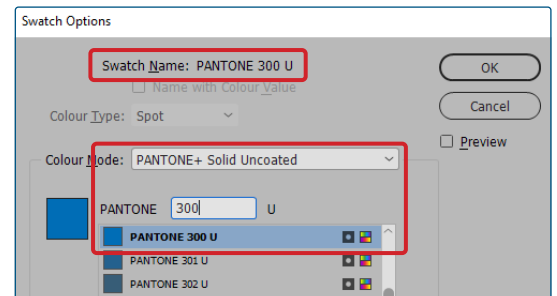 Swatch Options
Swatch Name: PANTONE 300 U
OK
Name with Colour Value
Cancel
Colour Type: Spot
Preview
Colour Mode: PANTONE+ Solid Uncoated
PANTONE 300 U
PANTONE 300 U
PANTONE 301 U
PANTONE 302 U